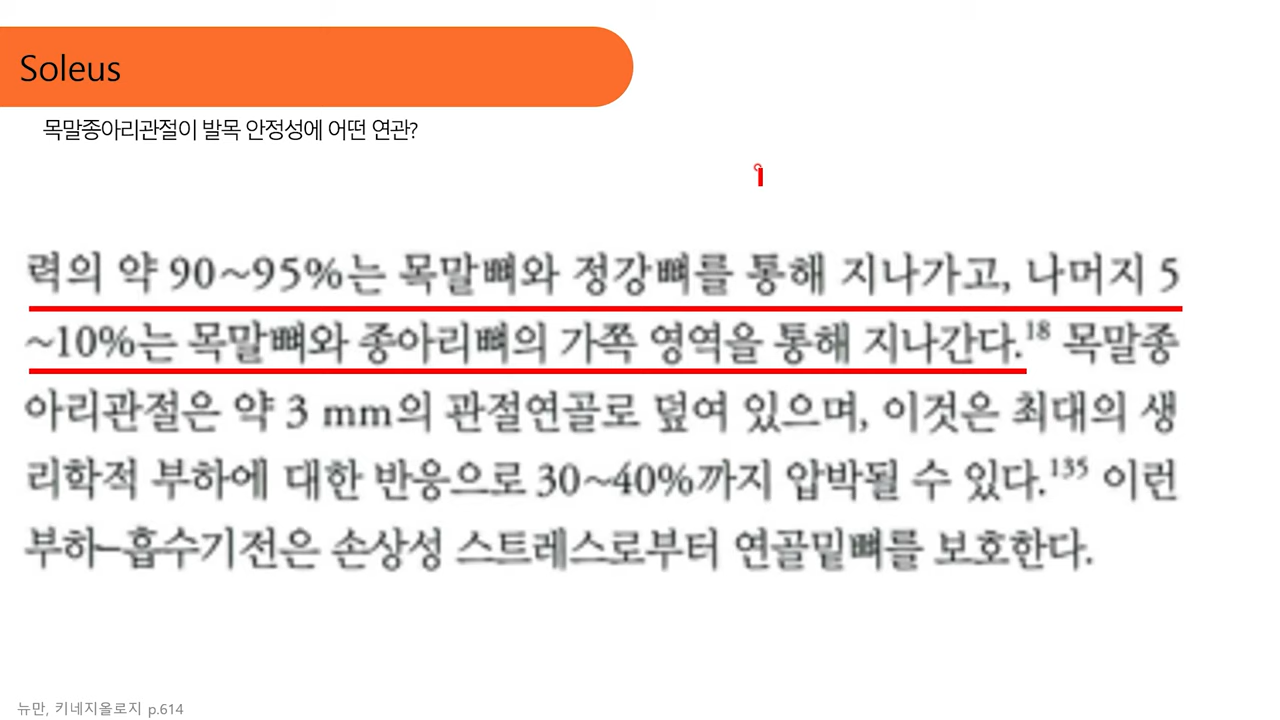 Soleus
목말종아리관절이 발목 안정성에 어떤 연관?
력의 약 90~95%는 목말뼈와 정강뼈를 통해 지나가고, 나머지 5
~10%는 목말뼈와 종아리뼈의 가쪽 영역을 통해 지나간다.18 목말종
아리관절은 약 3 mm의 관절연골로 덮여 있으며, 이것은 최대의 생
리학적 부하에 대한 반응으로 30~40%까지 압박될 수 있다.135 이런
부하-흡수기전은 손상성 스트레스로부터 연골밑뼈를 보호한다.
뉴만, 키네지올로지 p.614